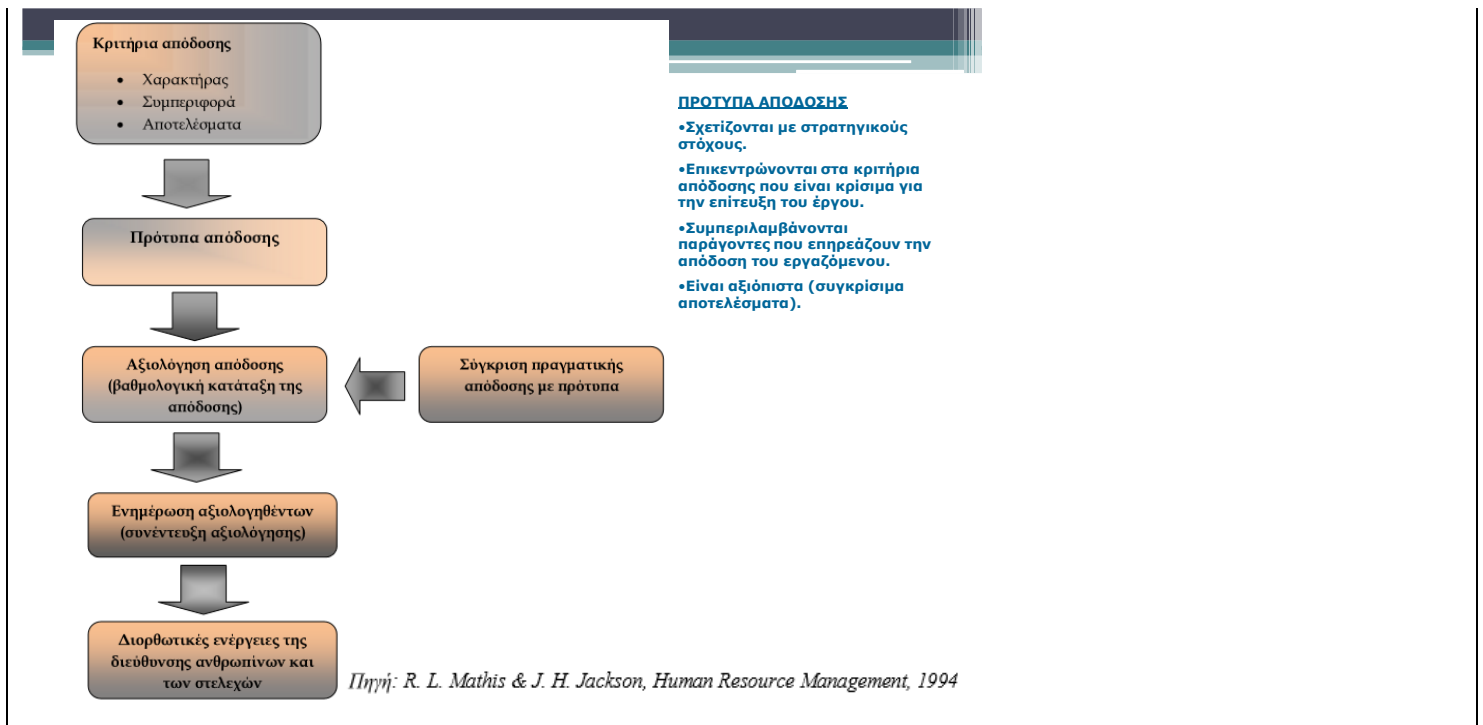 Κριτήρια απόδοσης
• Χαρακτήρας
• Συμπεριφορά
• Αποτελέσματα
Πρότυπα απόδοσης
Αξιολόγηση απόδοσης
(βαθμολογική κατάταξη της
απόδοσης)
Σύγκριση πραγματικής
απόδοσης με πρότυπα
Ενημέρωση αξιολογηθέντων
(συνέντευξη αξιολόγησης)
Διορθωτικές ενέργειες της
διεύθυνσης ανθρωπίνων και
των στελεχών
Πηγή: R. L. Mathis & J. H. Jackson, Human Resource Management, 1994
ΠΡΟΤΥΠΑ ΑΠΟΔΟΣΗΣ
•Σχετίζονται με στρατηγικούς
στόχους.
•Επικεντρώνονται στα κριτήρια
απόδοσης που είναι κρίσιμα για
την επίτευξη του έργου.
•Συμπεριλαμβάνονται
παράγοντες που επηρεάζουν την
απόδοση του εργαζόμενου.
•Είναι αξιόπιστα (συγκρίσιμα
αποτελέσματα).